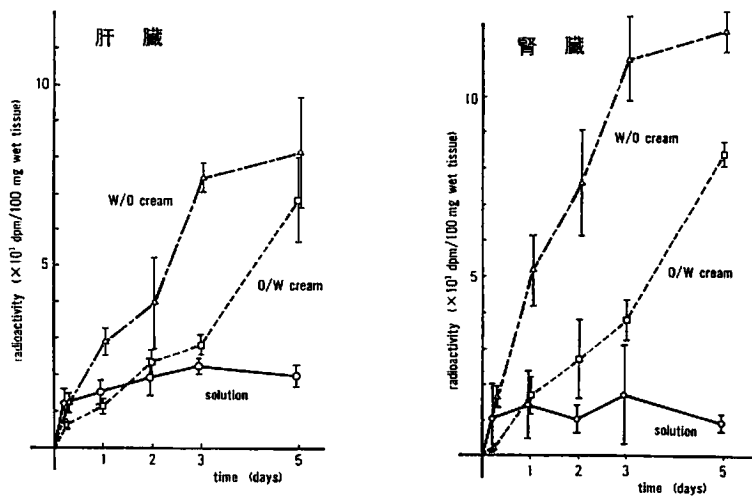 肝 臓
10
5
radioactivity (×10¹ dpm/100 mg wet tissue)
W/O cream
O/W cream
solution
1 2 3 5
time (days)
腎 臓
10
5
radioactivity (×10¹ dpm/100 mg wet tissue)
W/O cream
O/W cream
solution
1 2 3 5
time (days)